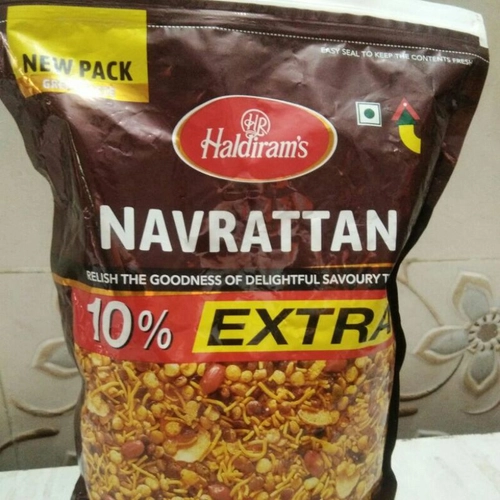 NEW PACK
EASY SEAL TO KEEP THE CONTENTS FRESH
HR
Haldiram's
NAVRATTAN
RELISH THE GOODNESS OF DELIGHTFUL SAVOURY
10% EXTRA